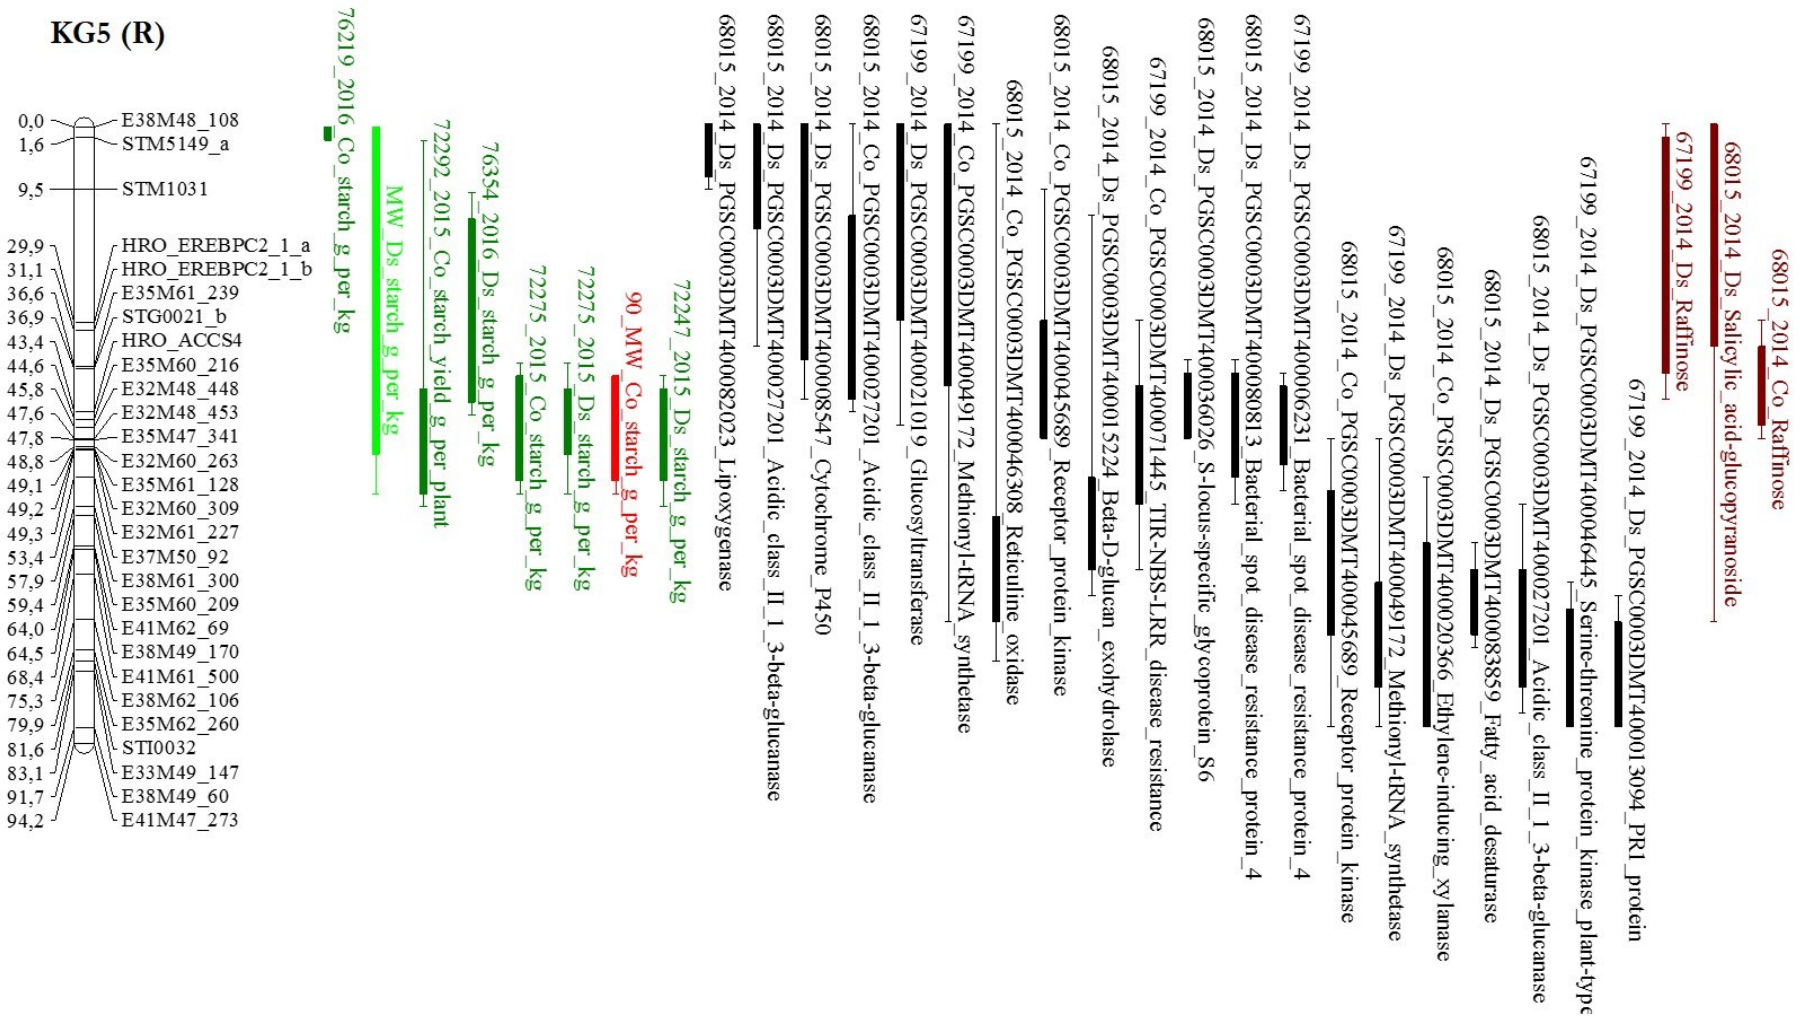 KG5 (R)
0,0 E38M48_108
1,6 STM5149_a
9,5 STM1031
29,9 HRO_EREBPC2_1_a
31,1 HRO_EREBPC2_1_b
36,6 E35M61_239
36,9 STG0021_b
43,4 HRO_ACCS4
44,6 E35M60_216
45,8 E32M48_448
47,6 E32M48_453
47,8 E35M47_341
48,8 E32M60_263
49,1 E35M61_128
49,2 E32M60_309
49,3 E32M61_227
53,4 E37M50_92
57,9 E38M61_300
59,4 E35M60_209
64,0 E41M62_69
64,5 E38M49_170
68,4 E41M61_500
75,3 E38M62_106
79,9 E35M62_260
81,6 STI0032
83,1 E33M49_147
91,7 E38M49_60
94,2 E41M47_273
76219_2016_Co_starch_g_per_kg
MW_Ds_starch_g_per_kg
72292_2015_Co_starch_yield_g_per_plant
76354_2016_Ds_starch_g_per_kg
72275_2015_Co_starch_g_per_kg
72275_2015_Ds_starch_g_per_kg
90_MW_Co_starch_g_per_kg
72247_2015_Ds_starch_g_per_kg
68015_2014_Ds_PGSC0003DMT400082023_Lipoxygenase
68015_2014_Ds_PGSC0003DMT400027201_Acidic_class_II_1_3-beta-glucanase
68015_2014_Ds_PGSC0003DMT400008547_Cytochrome_P450
68015_2014_Co_PGSC0003DMT400027201_Acidic_class_II_1_3-beta-glucanase
67199_2014_Ds_PGSC0003DMT400021019_Glucosyltransferase
67199_2014_Co_PGSC0003DMT400049172_Methionyl-tRNA_synthetase
68015_2014_Co_PGSC0003DMT400046308_Reticuline_oxidase
68015_2014_Co_PGSC0003DMT400045689_Receptor_protein_kinase
68015_2014_Ds_PGSC0003DMT400015224_Beta-D-glucan_exohydrolase
67199_2014_Co_PGSC0003DMT400071445_TIR-NBS-LRR_disease_resistance
68015_2014_Ds_PGSC0003DMT400036026_S-locus-specific_glycoprotein_S6
68015_2014_Ds_PGSC0003DMT400080813_Bacterial_spot_disease_resistance_protein_4
67199_2014_Ds_PGSC0003DMT400006231_Bacterial_spot_disease_resistance_protein_4
68015_2014_Co_PGSC0003DMT400045689_Receptor_protein_kinase
67199_2014_Ds_PGSC0003DMT400049172_Methionyl-tRNA_synthetase
68015_2014_Co_PGSC0003DMT400020366_Ethylene-inducing_xylanase
68015_2014_Ds_PGSC0003DMT400083859_Fatty_acid_desaturase
68015_2014_Ds_PGSC0003DMT400027201_Acidic_class_II_1_3-beta-glucanase
67199_2014_Ds_PGSC0003DMT400046445_Serine-threonine_protein_kinase_plant-type
67199_2014_Ds_PGSC0003DMT400013094_PR1_protein
67199_2014_Ds_Raffinose
68015_2014_Ds_Salicylic_acid-glucopyranoside
68015_2014_Co_Raffinose